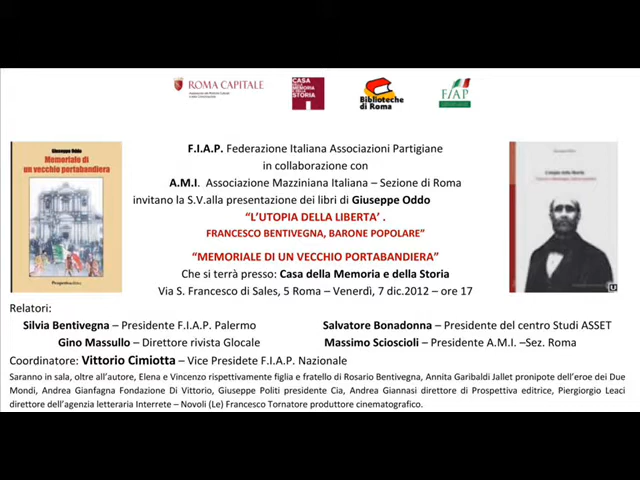 ROMA CAPITALE
CASA
DELLA
MEMORIA
E DELLA
STORIA
Biblioteche
di Roma
FIAP
Giuseppe Oddo
Memoriale di
un vecchio portabandiera
Prospettiva editrice
F.I.A.P. Federazione Italiana Associazioni Partigiane
in collaborazione con
A.M.I. Associazione Mazziniana Italiana – Sezione di Roma
invitano la S.V.alla presentazione dei libri di Giuseppe Oddo
"L'UTOPIA DELLA LIBERTA' .
FRANCESCO BENTIVEGNA, BARONE POPOLARE"
"MEMORIALE DI UN VECCHIO PORTABANDIERA"
Che si terrà presso: Casa della Memoria e della Storia
Via S. Francesco di Sales, 5 Roma – Venerdì, 7 dic.2012 – ore 17
Relatori:
Silvia Bentivegna – Presidente F.I.A.P. Palermo
Salvatore Bonadonna – Presidente del centro Studi ASSET
Gino Massullo – Direttore rivista Glocale
Massimo Scioscioli – Presidente A.M.I. –Sez. Roma
Coordinatore: Vittorio Cimiotta – Vice Presidete F.I.A.P. Nazionale
Saranno in sala, oltre all'autore, Elena e Vincenzo rispettivamente figlia e fratello di Rosario Bentivegna, Annita Garibaldi Jallet pronipote dell'eroe dei Due
Mondi, Andrea Gianfagna Fondazione Di Vittorio, Giuseppe Politi presidente Cia, Andrea Giannasi direttore di Prospettiva editrice, Piergiorgio Leaci
direttore dell'agenzia letteraria Interrete – Novoli (Le) Francesco Tornatore produttore cinematografico.